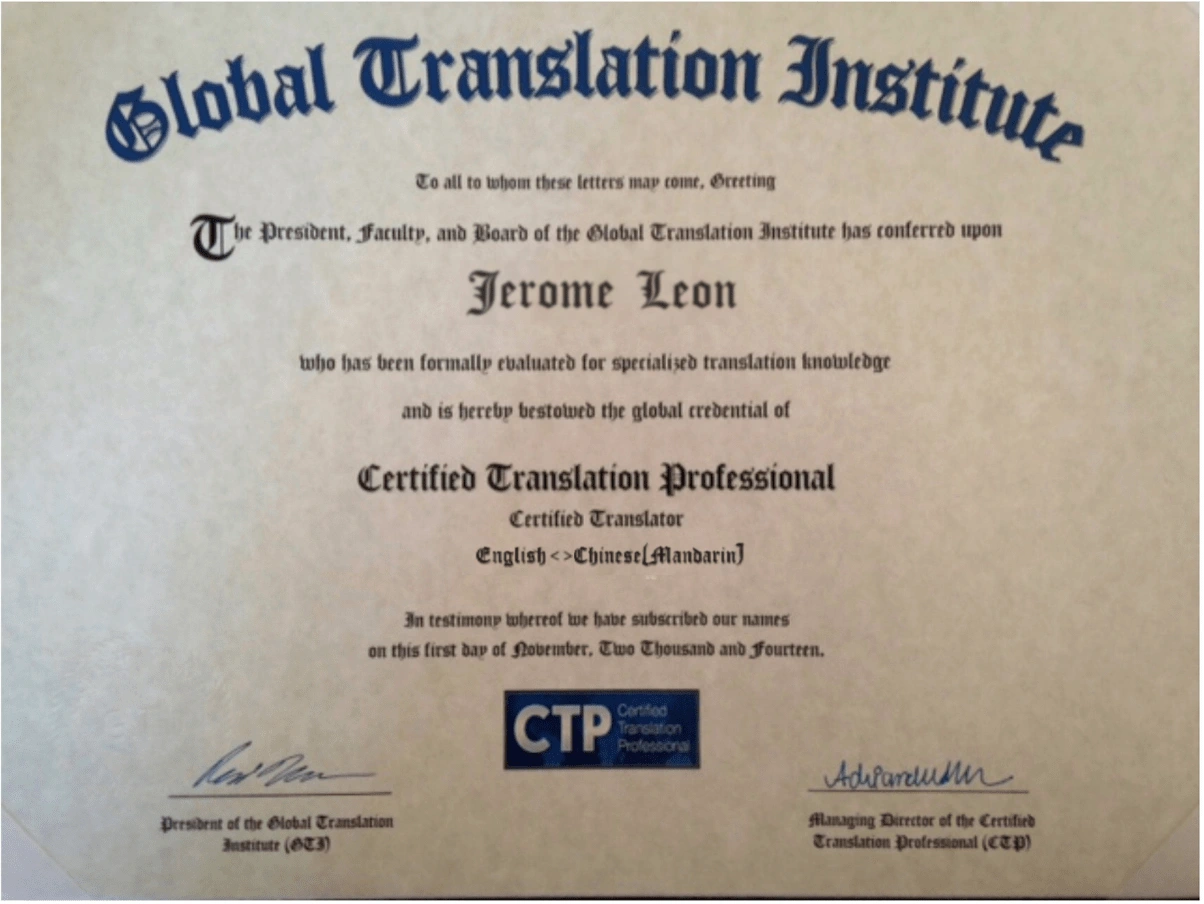 Global Translation Institute
To all to whom these letters may come, Greeting
The President, Faculty, and Board of the Global Translation Institute has conferred upon
Jerome Leon
who has been formally evaluated for specialized translation knowledge
and is hereby bestowed the global credential of
Certified Translation Professional
Certified Translator
English <>Chinese[Mandarin]
In testimony whereof we have subscribed our names
on this first day of November, Two Thousand and Fourteen.
CTP Certified
Translation
Professional
President of the Global Translation
Institute (GTI)
Managing Director of the Certified
Translation Professional (CTP)